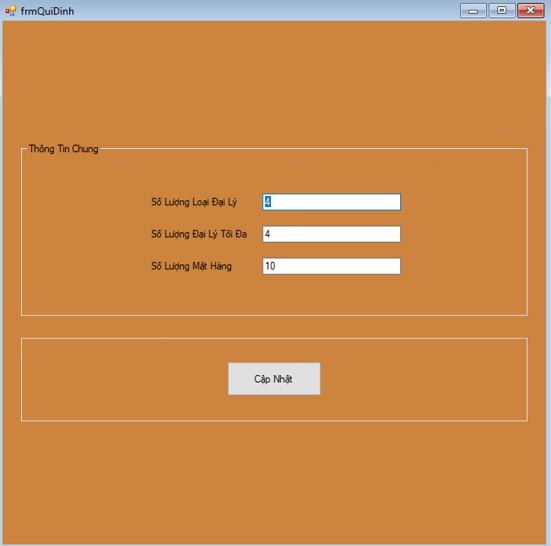 frmQuiDinh
Thông Tin Chung
Số Lượng Loại Đại Lý
4
Số Lượng Đại Lý Tối Đa
4
Số Lượng Mặt Hàng
10
Cập Nhật